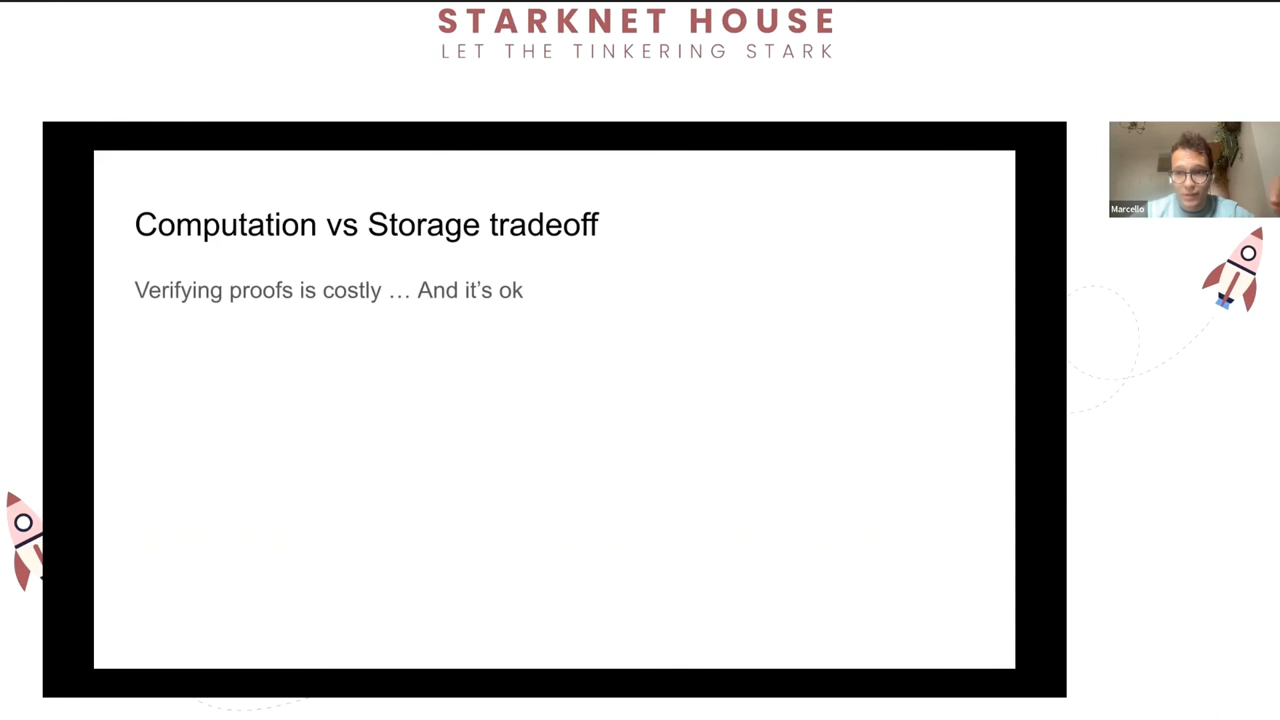 STARKNET HOUSE
LET THE TINKERING STARK
Computation vs Storage tradeoff
Verifying proofs is costly … And it’s ok
Marcello